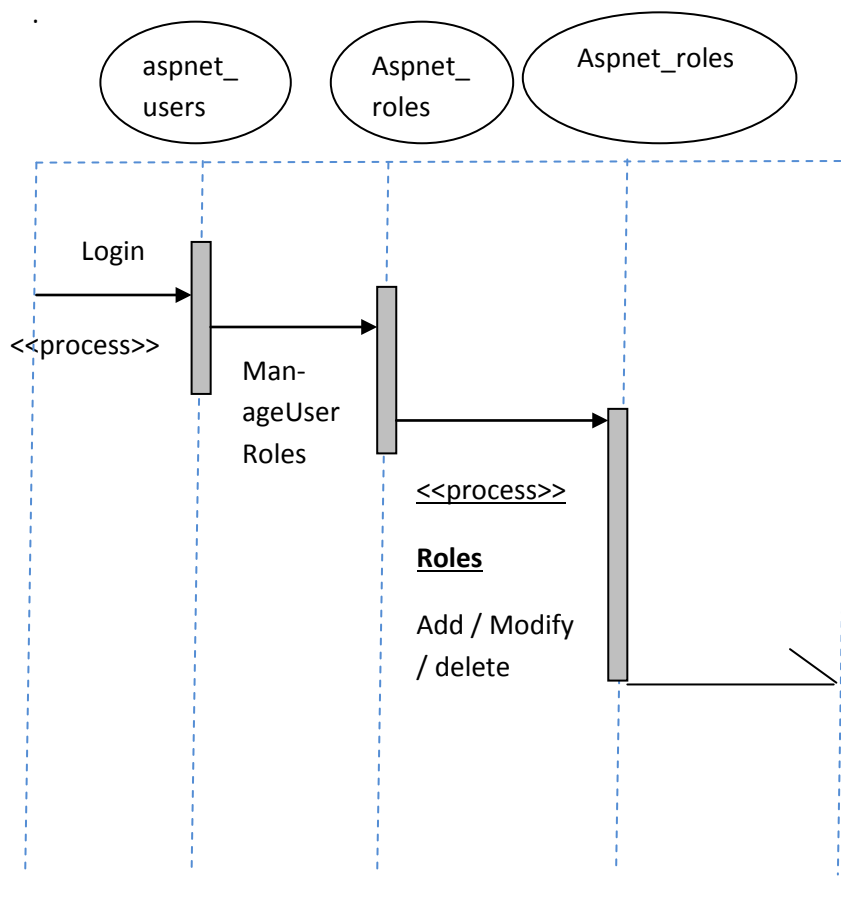 .
aspnet_
users
Aspnet_
roles
Aspnet_roles
Login
<<process>>
Man-
ageUser
Roles
<<process>>
Roles
Add / Modify
/ delete